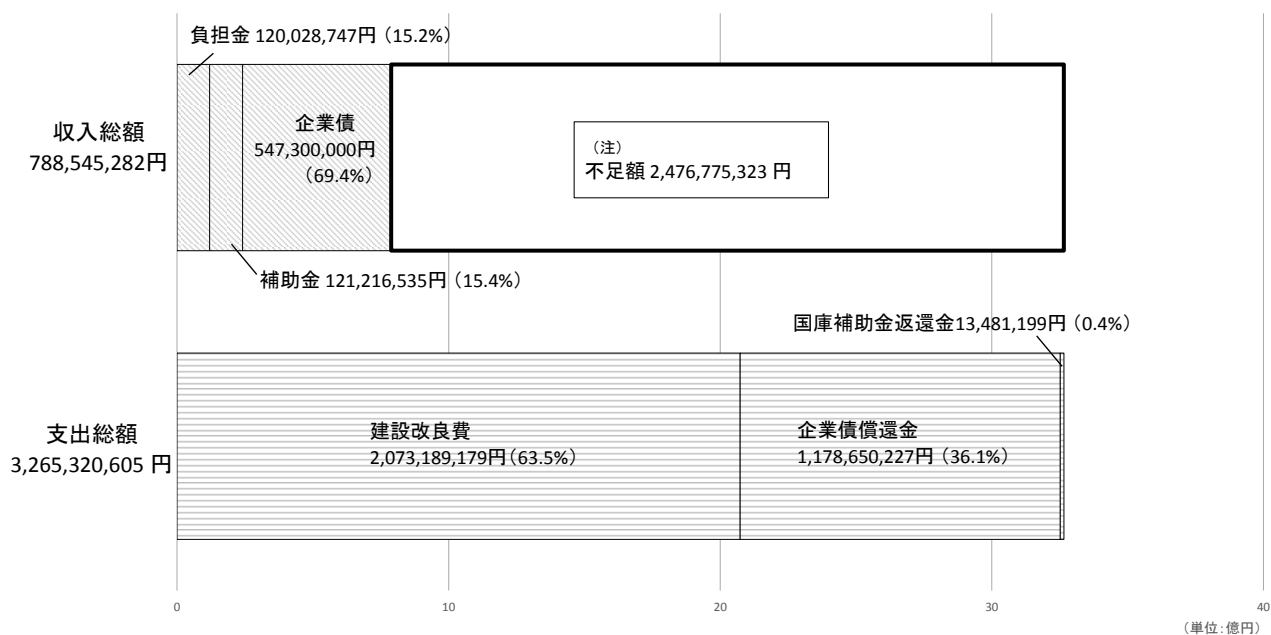 負担金 120,028,747円（15.2%）
収入総額
788,545,282円
企業債
547,300,000円
（69.4%）
（注）
不足額 2,476,775,323 円
補助金 121,216,535円（15.4%）
国庫補助金返還金13,481,199円（0.4%）
支出総額
3,265,320,605 円
建設改良費
2,073,189,179円（63.5%）
企業債償還金
1,178,650,227円（36.1%）
0 10 20 30 40
（単位：億円）